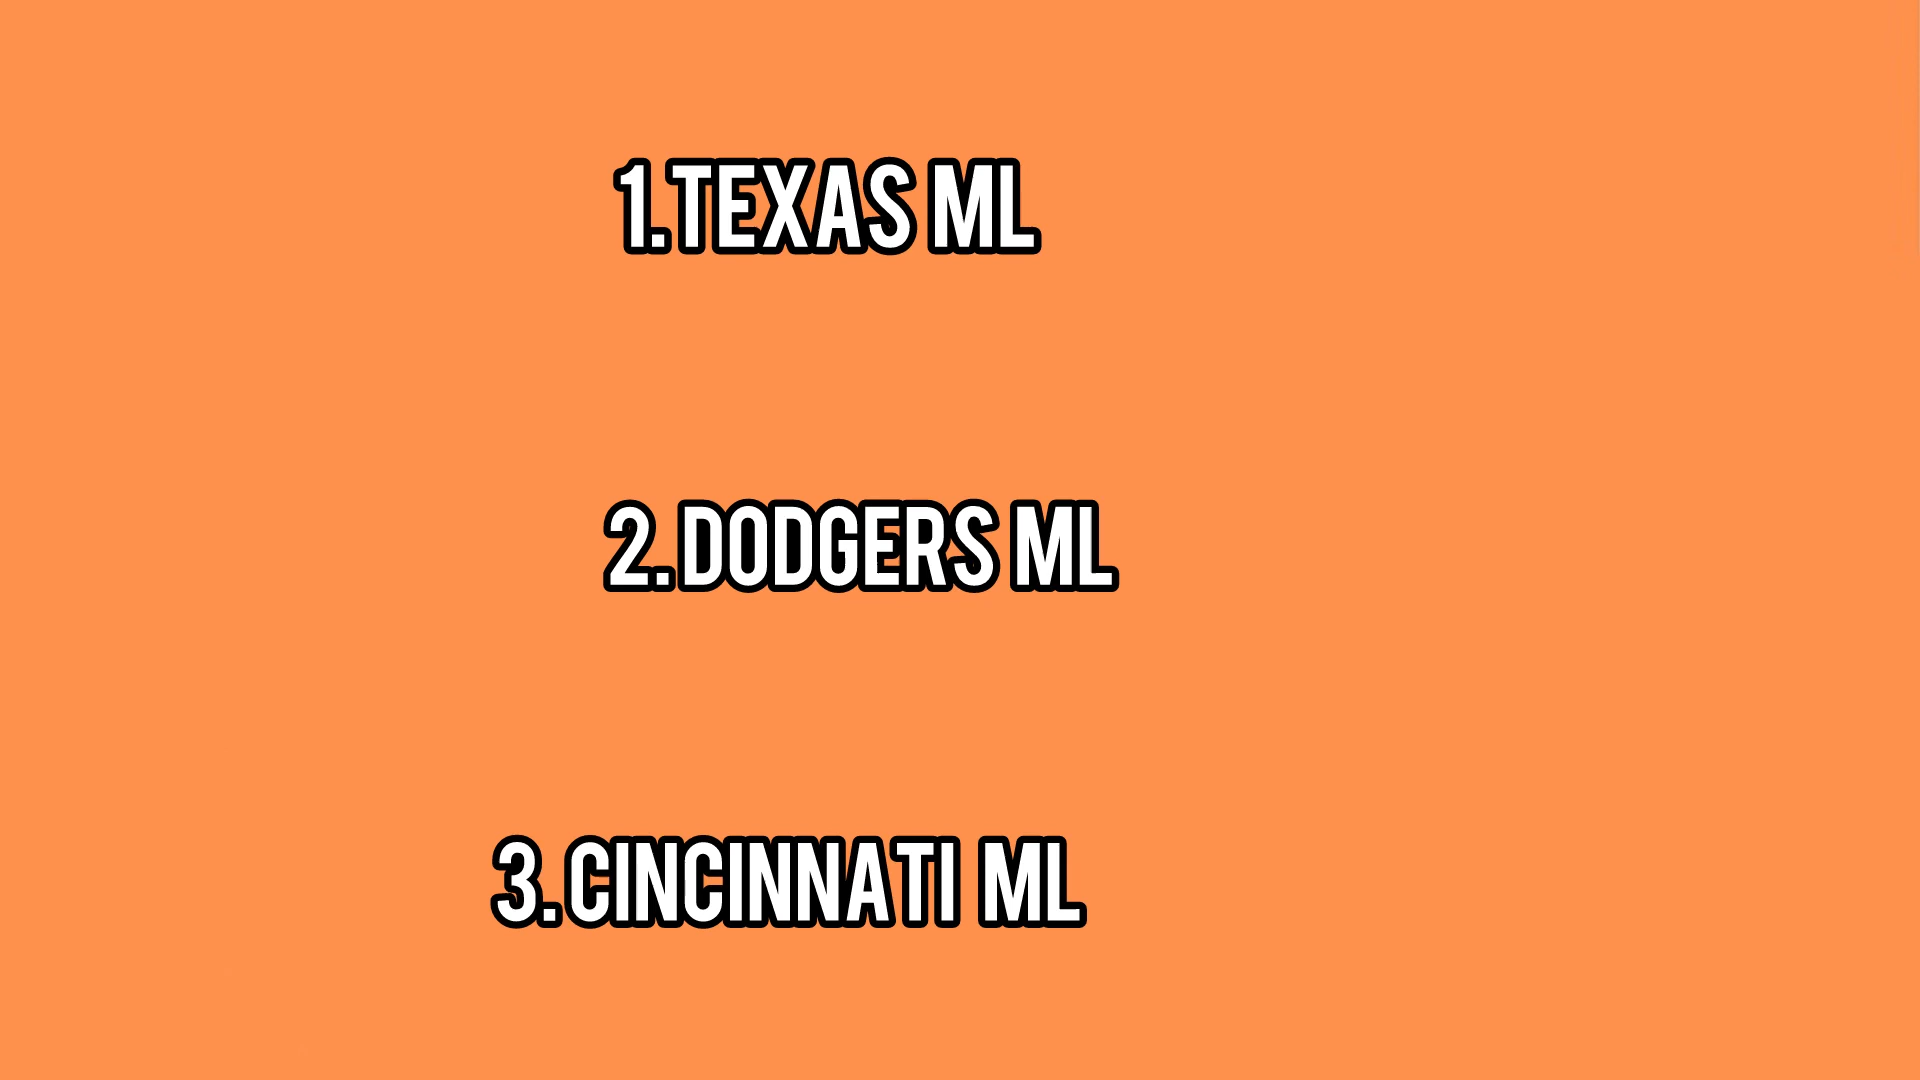 1.TEXAS ML
2. DODGERS ML
3. CINCINNATI ML